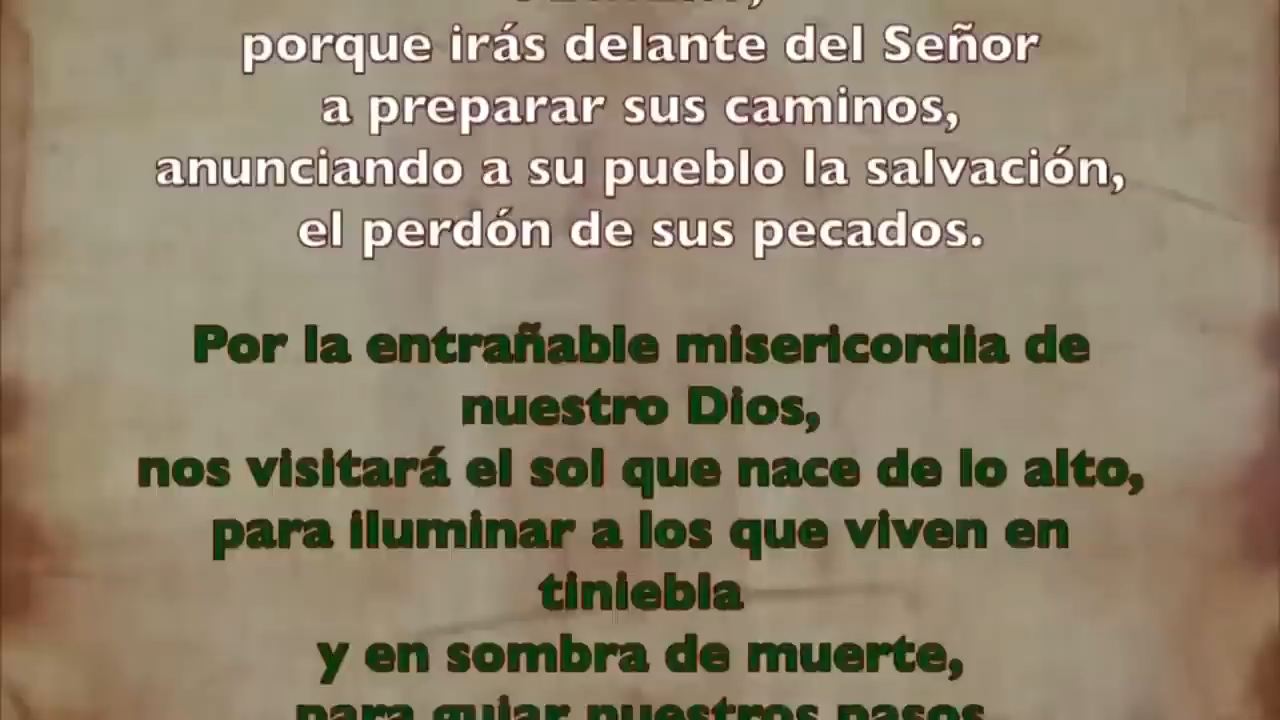 porque irás delante del Señor
a preparar sus caminos,
anunciando a su pueblo la salvación,
el perdón de sus pecados.
Por la entrañable misericordia de
nuestro Dios,
nos visitará el sol que nace de lo alto,
para iluminar a los que viven en
tiniebla
y en sombra de muerte,
para guiar nuestros pasos